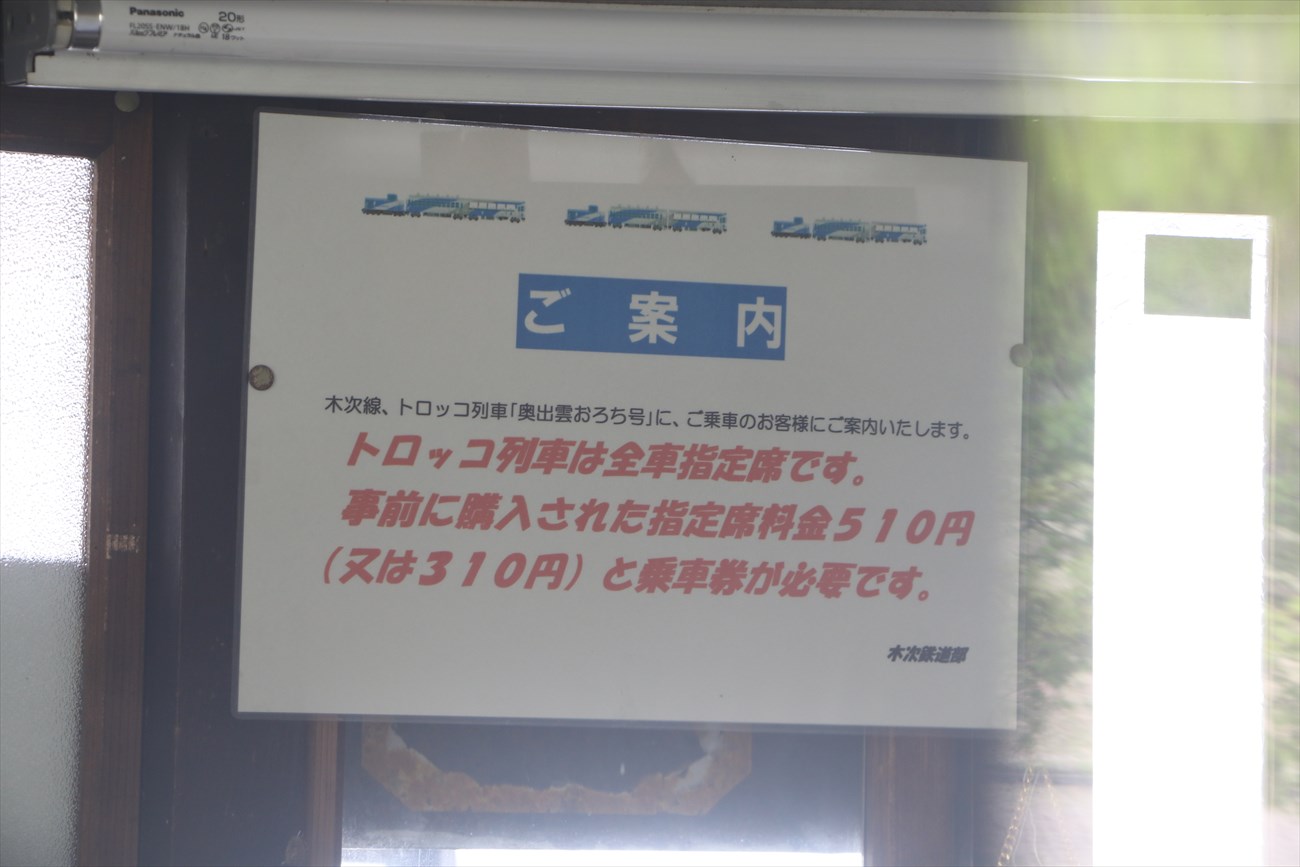 Panasonic 20形
ご案内
木次線、トロッコ列車「奥出雲おろち号」に、ご乗車のお客様にご案内いたします。
トロッコ列車は全車指定席です。
事前に購入された指定席料金510円
(又は310円)と乗車券が必要です。
木次鉄道部